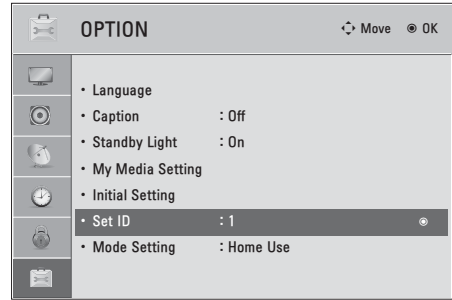 OPTION Move OK
• Language
• Caption : Off
• Standby Light : On
• My Media Setting
• Initial Setting
• Set ID : 1
• Mode Setting : Home Use